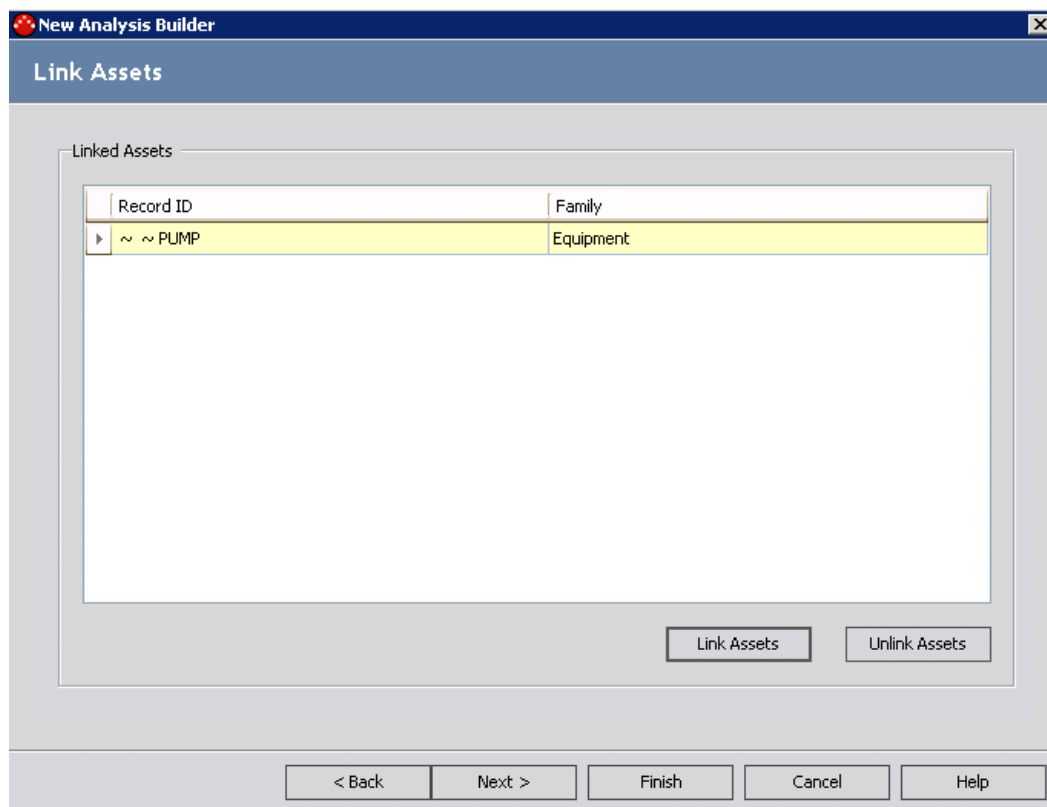 New Analysis Builder
Link Assets
Linked Assets
Record ID Family
~ ~ PUMP Equipment
Link Assets Unlink Assets
< Back Next > Finish Cancel Help